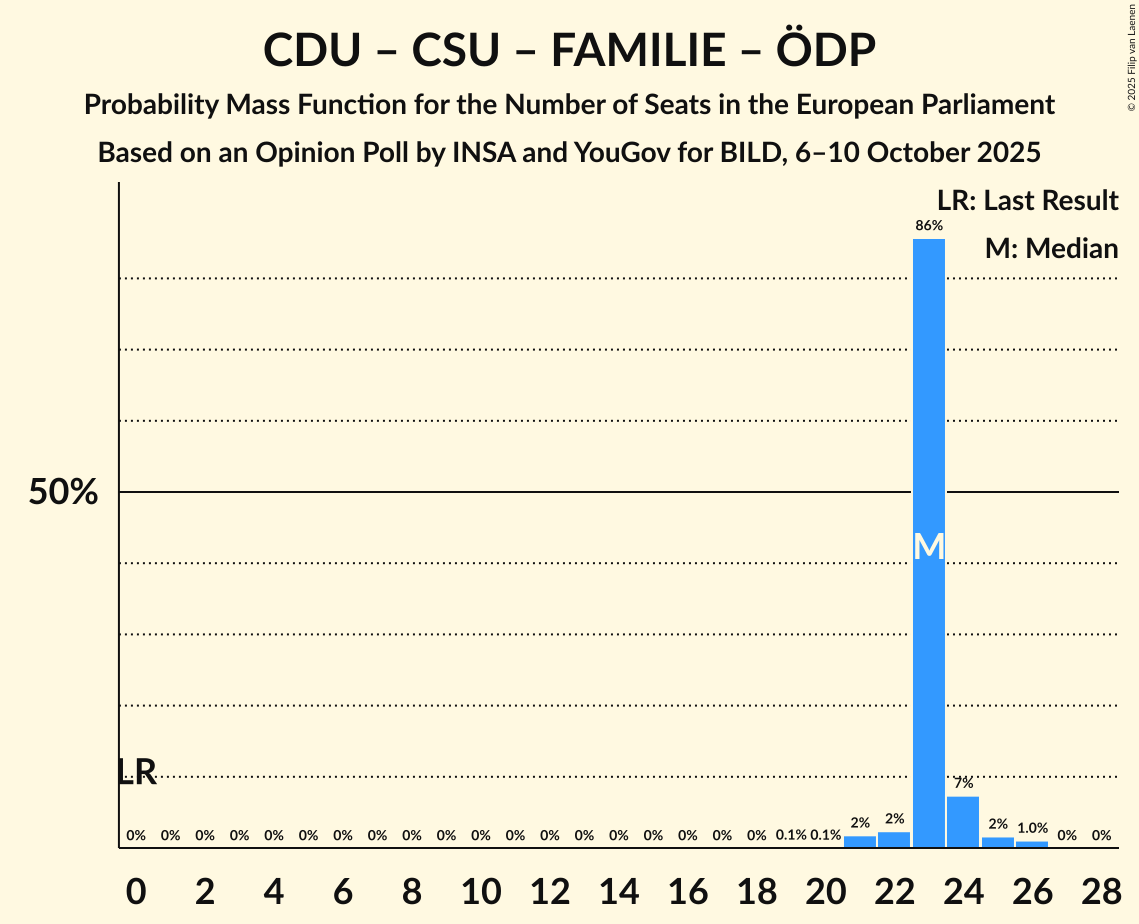 CDU – CSU – FAMILIE – ÖDP
Probability Mass Function for the Number of Seats in the European Parliament
Based on an Opinion Poll by INSA and YouGov for BILD, 6–10 October 2025
© 2025 Filip van Laenen
LR: Last Result
M: Median
86%
50%
M
LR
7%
0% 0% 0% 0% 0% 0% 0% 0% 0% 0% 0% 0% 0% 0% 0% 0% 0% 0% 0% 0.1% 0.1% 2% 2% 2% 1.0% 0% 0%
0 2 4 6 8 10 12 14 16 18 20 22 24 26 28